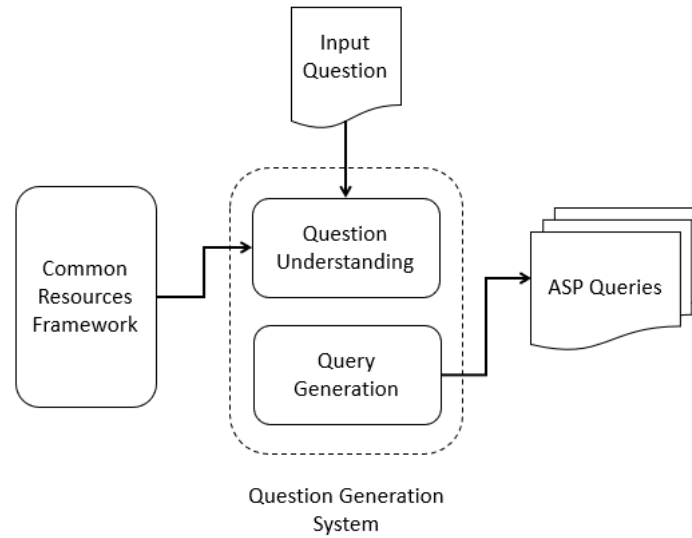 Input
Question
Common
Resources
Framework
Question
Understanding
Query
Generation
ASP Queries
Question Generation
System